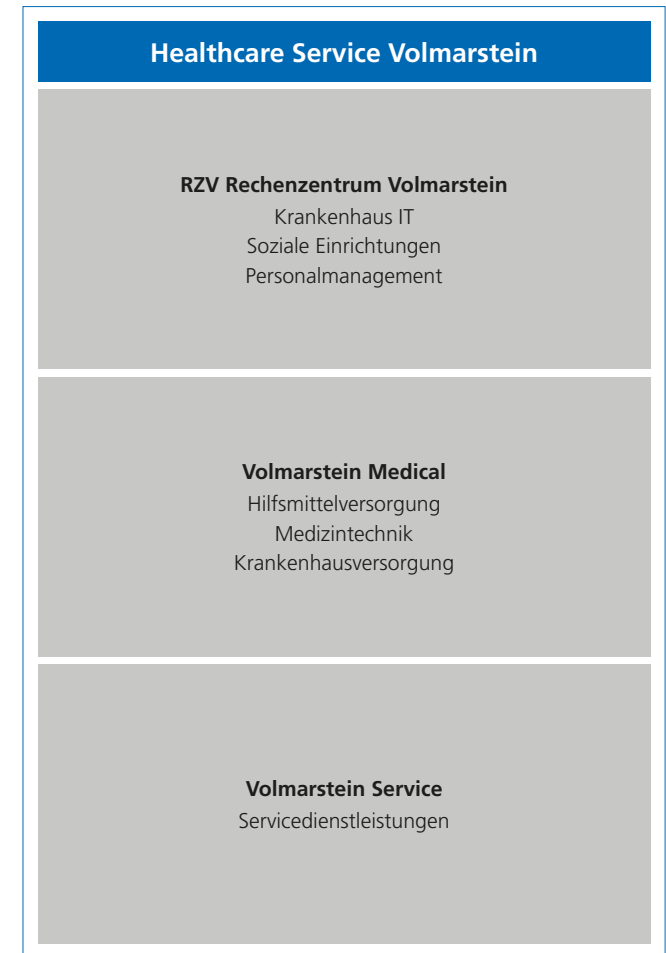 Healthcare Service Volmarstein
RZV Rechenzentrum Volmarstein
Krankenhaus IT
Soziale Einrichtungen
Personalmanagement
Volmarstein Medical
Hilfsmittelversorgung
Medizintechnik
Krankenhausversorgung
Volmarstein Service
Servicedienstleistungen